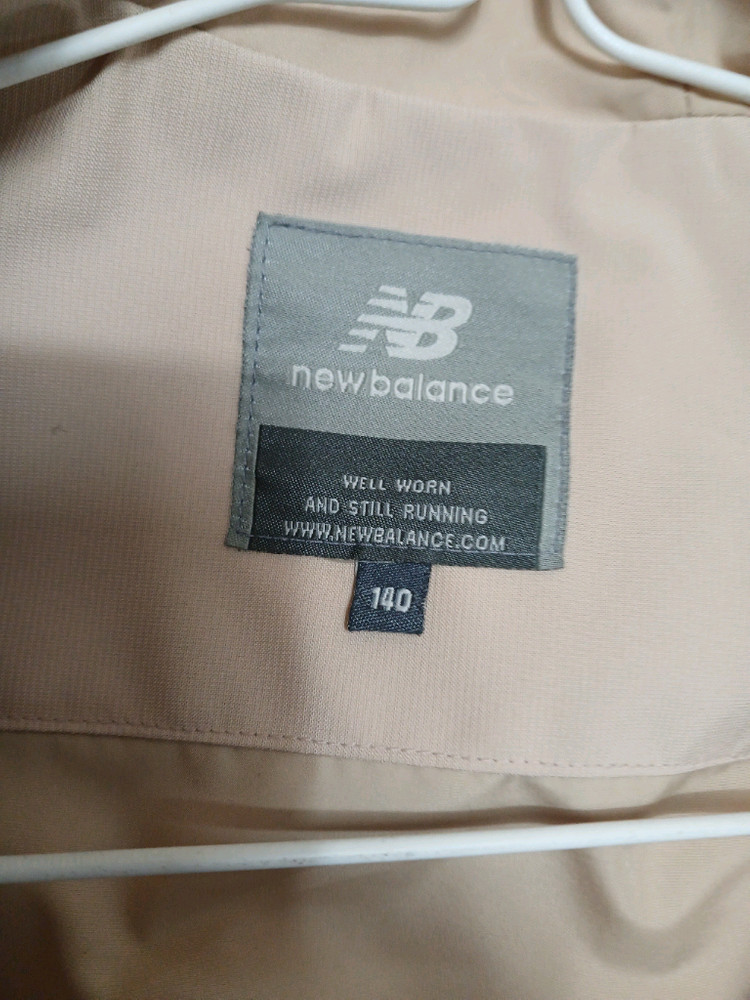 NB
newbalance
WELL WORN
AND STILL RUNNING
WWW.NEWBALANCE.COM
140